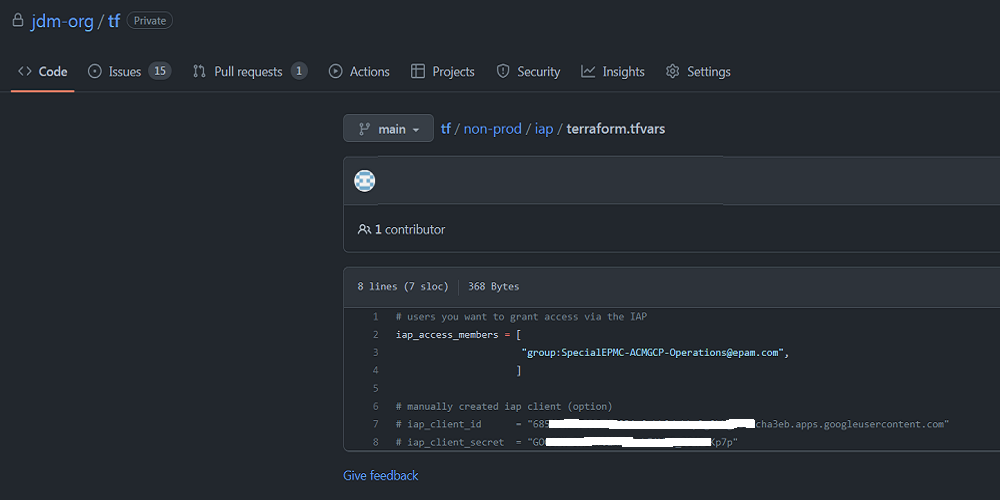 jdm-org / tf Private
Code Issues 15 Pull requests 1 Actions Projects Security Insights Settings
main tf / non-prod / iap / terraform.tfvars
1 contributor
8 lines (7 sloc) 368 Bytes
1 # users you want to grant access via the IAP
2 iap_access_members = [
3 "group:SpecialEPMC-ACMGCP-Operations@epam.com",
4 ]
5
6 # manually created iap client (option)
7 # iap_client_id = "685 cha3eb.apps.googleusercontent.com"
8 # iap_client_secret = "GO Kp7p"
Give feedback